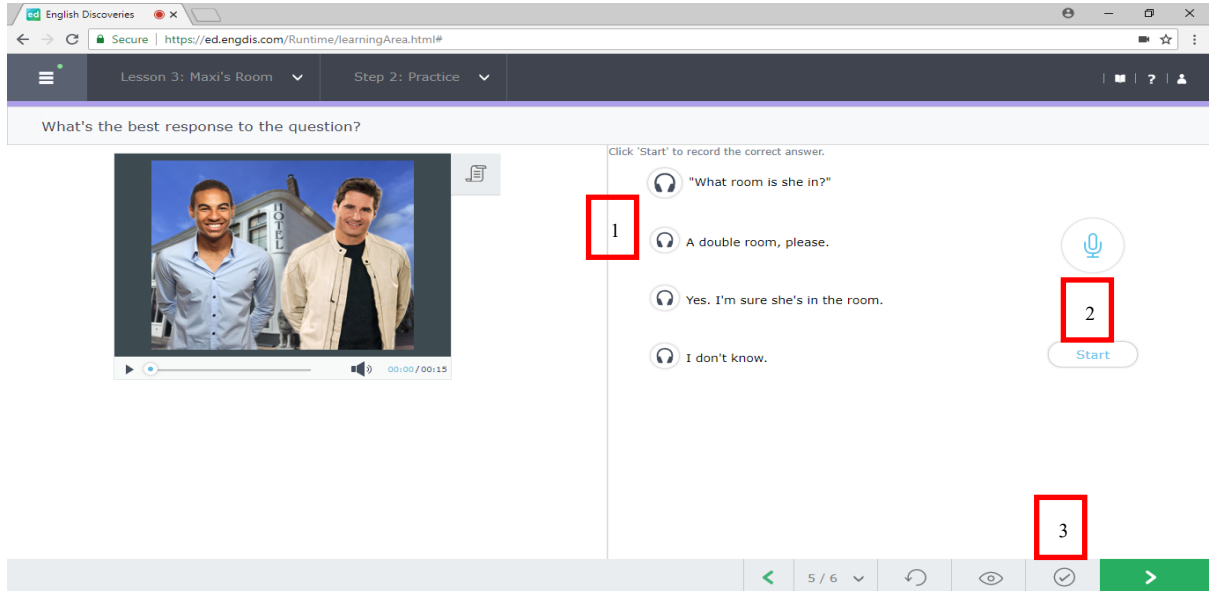 ed English Discoveries
Secure | https://ed.engdis.com/Runtime/learningArea.html#
Lesson 3: Maxi's Room
Step 2: Practice
?
What's the best response to the question?
HOTEL
00:00/00:15
Click 'Start' to record the correct answer.
"What room is she in?"
1
A double room, please.
Yes. I'm sure she's in the room.
I don't know.
2
Start
3
5 / 6